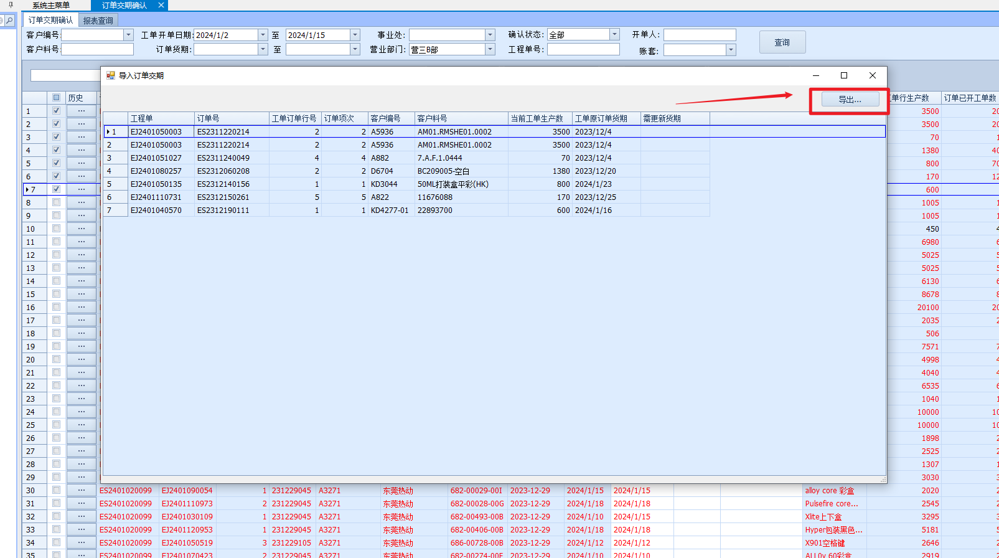 系统主菜单 订单交期确认
订单交期确认 报表查询
客户编号: 工单开单日期: 2024/1/2 至 2024/1/15 事业处: 确认状态: 全部 开单人:
客户料号: 订单货期: 至 营业部门: 营三B部 工程单号: 账套:
查询
导入订单交期
导出...
历史 单行生产数 订单已开工单数
工程单 订单号 工单订单行号 订单项次 客户编号 客户料号 当前工单生产数 工单原订单货期 需更新货期
1 EJ2401050003 ES2311220214 2 2 A5936 AM01.RMSHE01.0002 3500 2023/12/4
2 EJ2401050003 ES2311220214 2 2 A5936 AM01.RMSHE01.0002 3500 2023/12/4
3 EJ2401051027 ES2311240049 4 4 A882 7.A.F.1.0444 70 2023/12/4
4 EJ2401080257 ES2312060208 2 2 D6704 BC209005-空白 1380 2023/12/20
5 EJ2401050135 ES2312140156 1 1 KD3044 50ML打装盒平彩(HK) 800 2024/1/23
6 EJ2401110731 ES2312150261 5 5 A822 11676088 170 2023/12/25
7 EJ2401040570 ES2312190111 1 1 KD4277-01 22893700 600 2024/1/16
1 ... 3500 20
2 ... 3500 20
3 ... 70 1
4 ... 1380 40
5 ... 800 70
6 ... 170 12
7 ... 600
8 ... 1005 1
9 ... 1005 1
10 ... 450 4
11 ... 6980 6
12 ... 5025 5
13 ... 5025 5
14 ... 6130 6
15 ... 8678 8
16 ... 20100 20
17 ... 2035 2
18 ... 506
19 ... 7571 7
20 ... 4998 4
21 ... 4040 4
22 ... 6535 6
23 ... 1040 1
24 ... 10000 10
25 ... 10000 10
26 ... 1898 2
27 ... 2525 2
28 ... 1307 1
29 ... 3030 3
30 ... ES2401020099 EJ2401090054 1 231229045 A3271 东莞热动 682-00029-00I 2023-12-29 2024/1/15 2024/1/15 alloy core 彩盒 2020 2
31 ... ES2401020099 EJ2401110973 2 231229045 A3271 东莞热动 682-00028-00G 2023-12-29 2024/1/18 2024/1/18 Pulsefire core... 2545 2
32 ... ES2401020099 EJ2401030109 1 231229045 A3271 东莞热动 682-00493-00B 2023-12-29 2024/1/10 2024/1/15 Xlite上下盒 3295 3
33 ... ES2401020099 EJ2401120953 1 231229045 A3271 东莞热动 682-00406-00B 2023-12-29 2024/1/18 2024/1/18 Hyper包装黑色... 5181 5
34 ... ES2401020099 EJ2401050519 3 231229105 A3271 东莞热动 686-00728-00B 2023-12-29 2024/1/12 2024/1/12 X901空格键 2646 2
35 ... ES2401020099 EJ2401070423 2 231229045 A3271 东莞热动 682-00274-00F 2023-12-29 2024/1/10 2024/1/10 ALLOy 60彩盒 2919 2